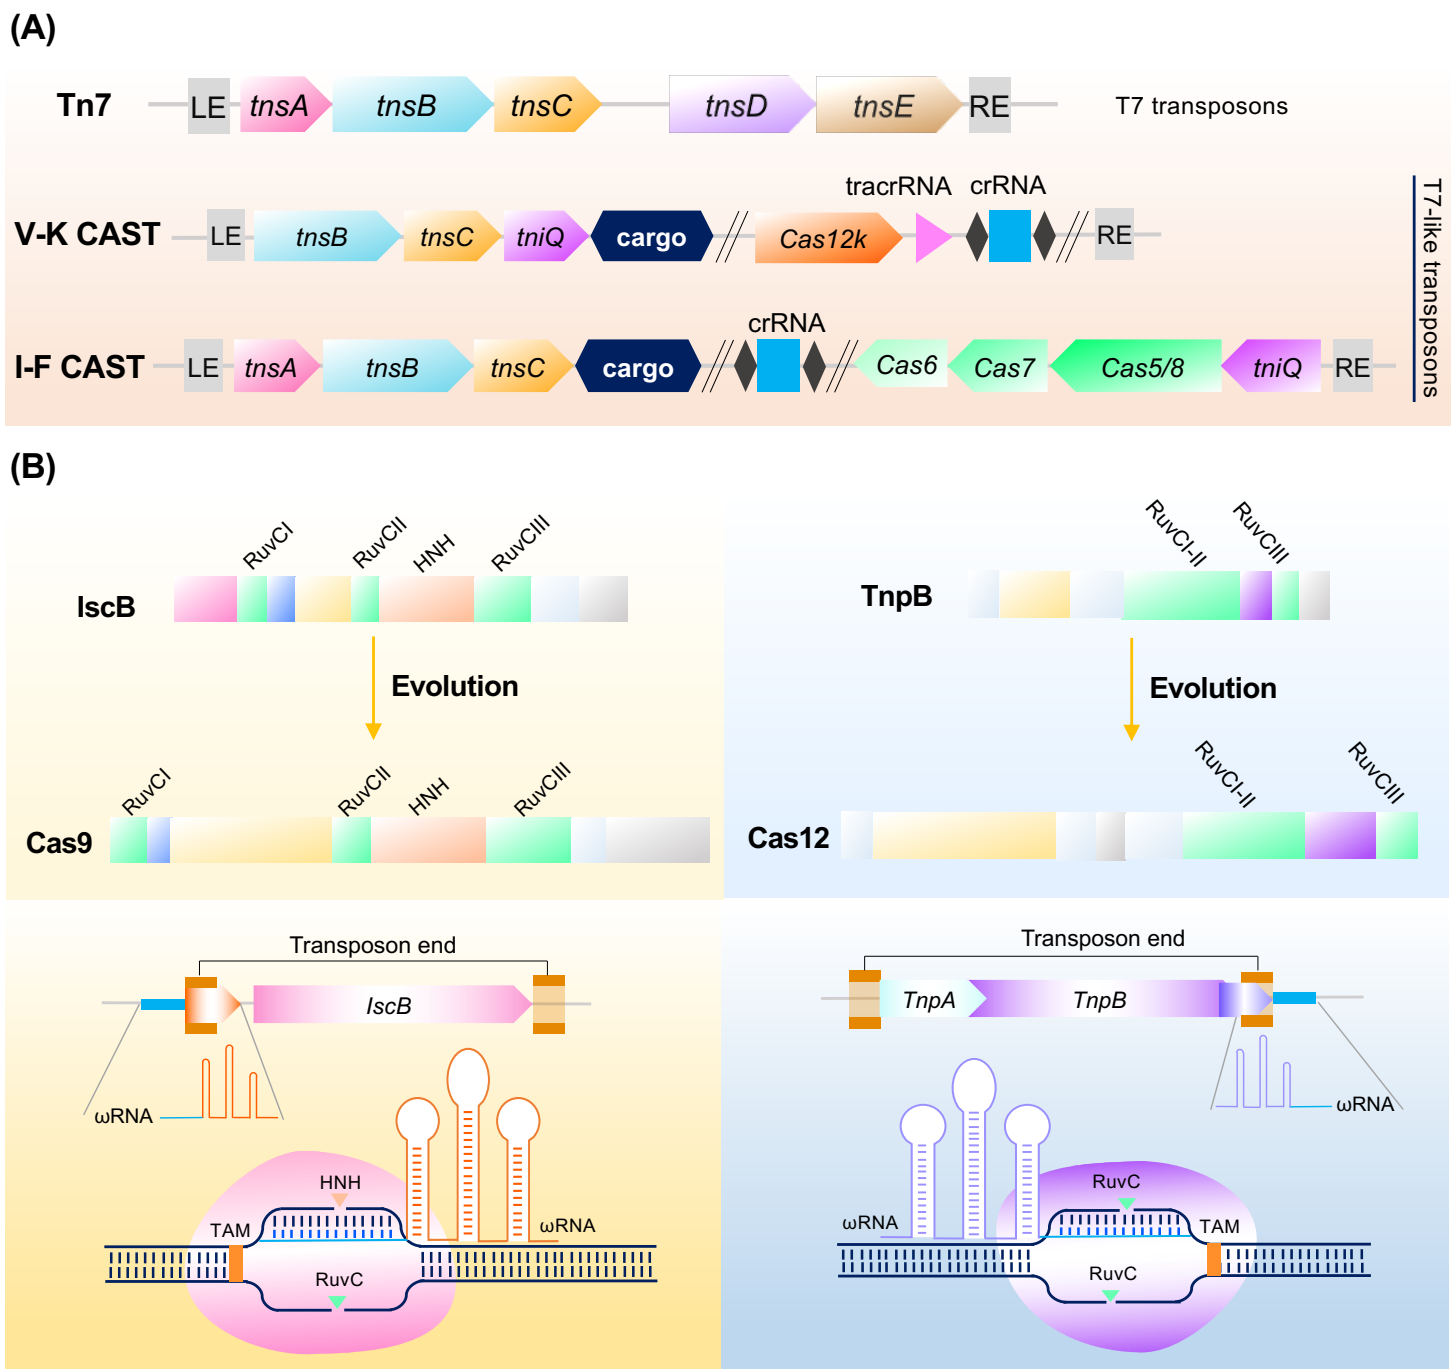 (A)
Tn7
LE
tnsA
tnsB
tnsC
tnsD
tnsE
RE
T7 transposons
tracrRNA
crRNA
V-K CAST
LE
tnsB
tnsC
tniQ
cargo
Cas12k
RE
T7-like transposons
crRNA
I-F CAST
LE
tnsA
tnsB
tnsC
cargo
Cas6
Cas7
Cas5/8
tniQ
RE
(B)
RuvCI
RuvCII
HNH
RuvCIII
IscB
Evolution
RuvCI
RuvCII
HNH
RuvCIII
Cas9
RuvCI-II
RuvCIII
TnpB
Evolution
RuvCI-II
RuvCIII
Cas12
Transposon end
IscB
ωRNA
HNH
TAM
ωRNA
RuvC
Transposon end
TnpA
TnpB
ωRNA
RuvC
ωRNA
TAM
RuvC